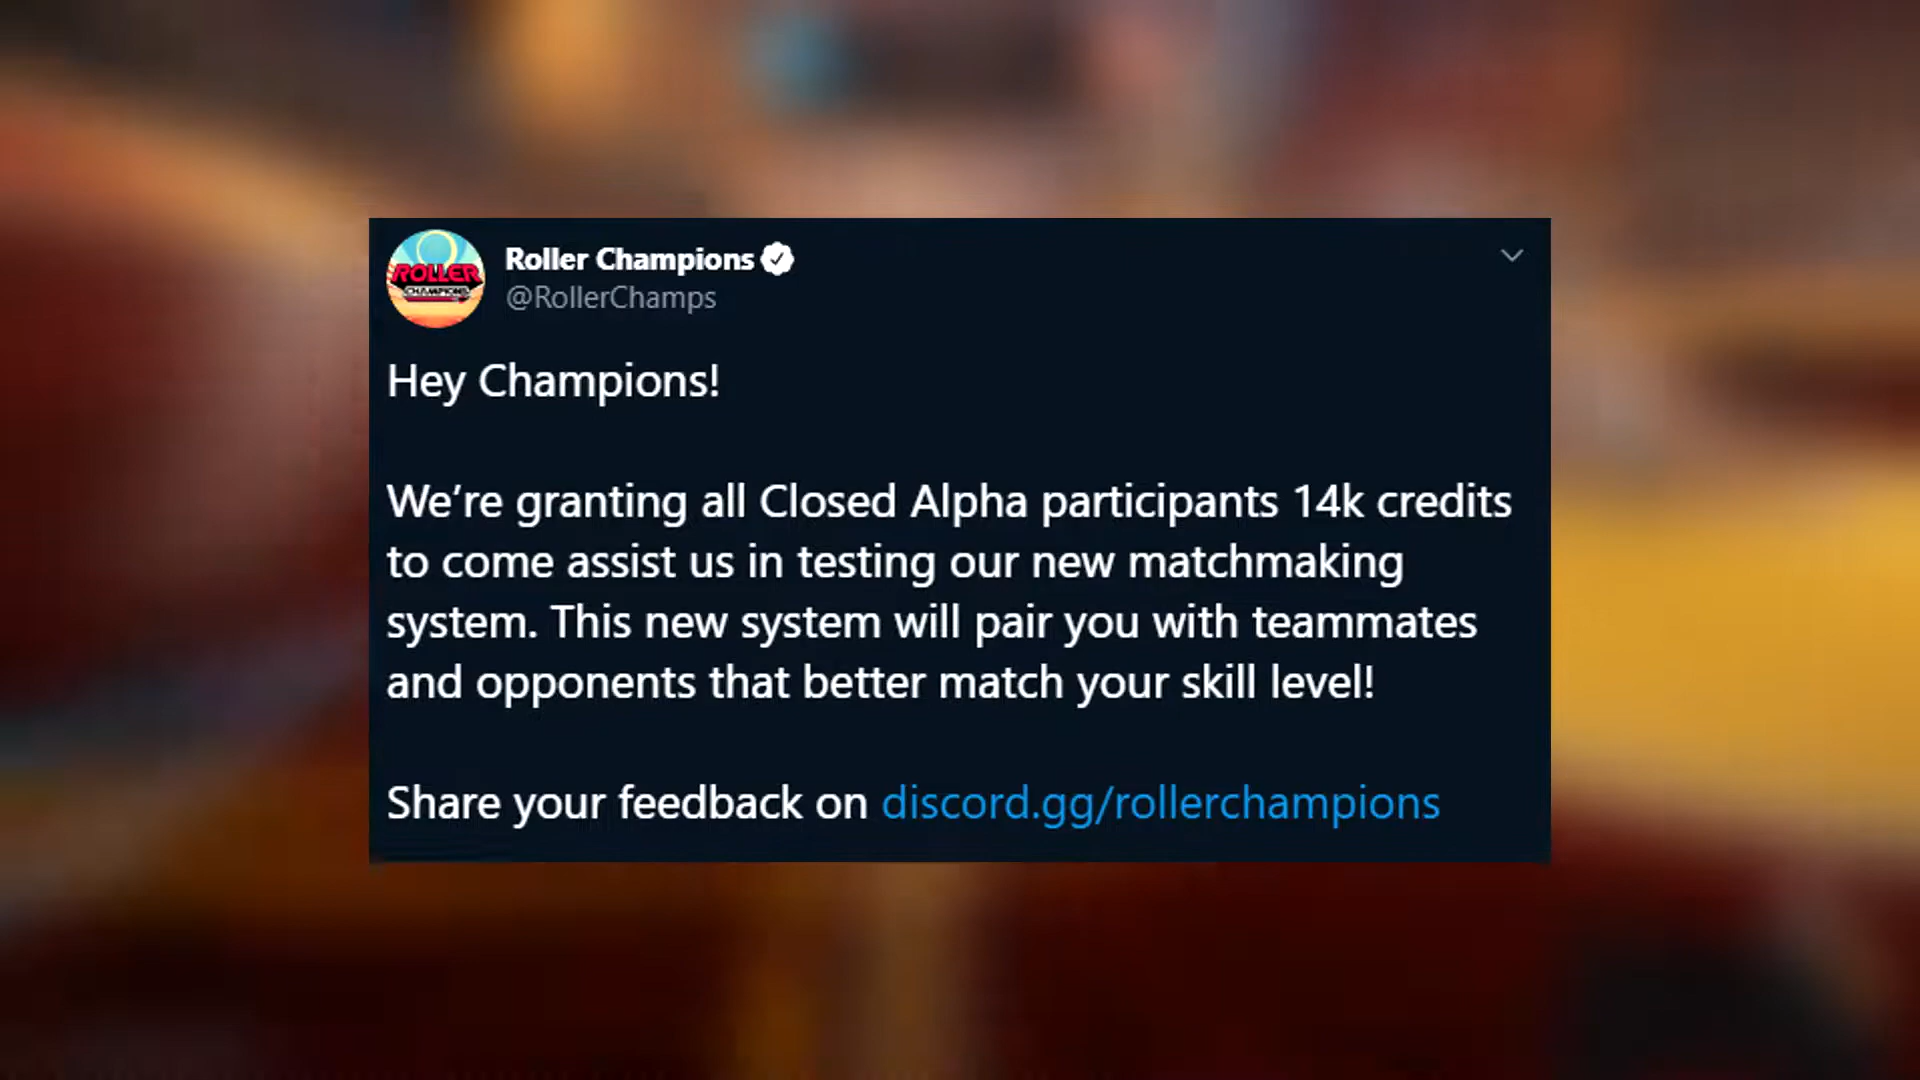 ROLLER
CHAMPIONS
Roller Champions
@RollerChamps
Hey Champions!
We’re granting all Closed Alpha participants 14k credits
to come assist us in testing our new matchmaking
system. This new system will pair you with teammates
and opponents that better match your skill level!
Share your feedback on discord.gg/rollerchampions